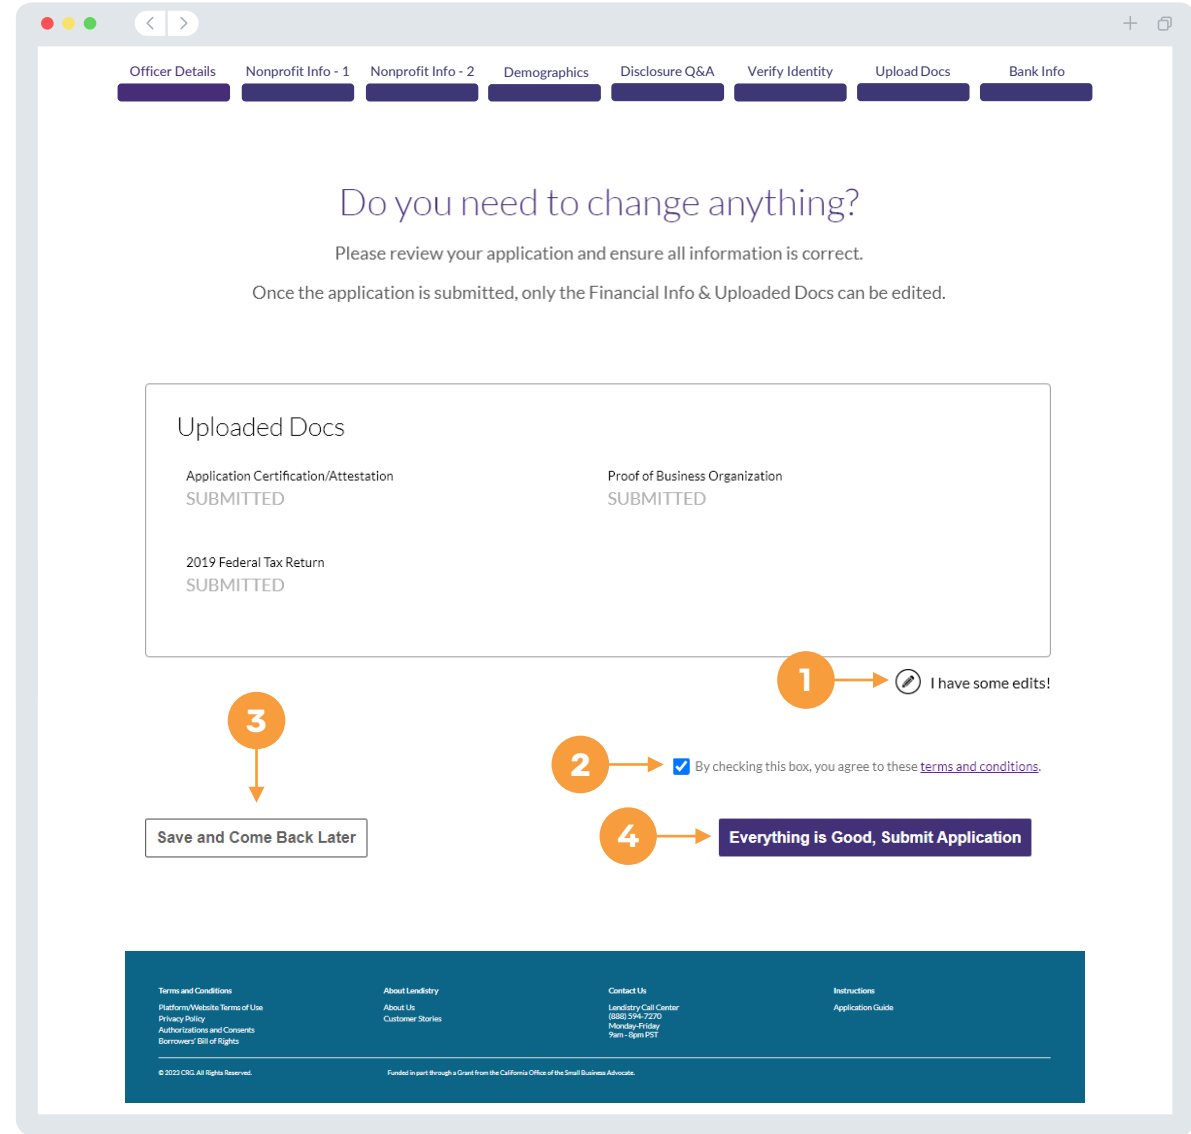 Officer Details
Nonprofit Info - 1
Nonprofit Info - 2
Demographics
Disclosure Q&A
Verify Identity
Upload Docs
Bank Info
Do you need to change anything?
Please review your application and ensure all information is correct.
Once the application is submitted, only the Financial Info & Uploaded Docs can be edited.
Uploaded Docs
Application Certification/Attestation
SUBMITTED
Proof of Business Organization
SUBMITTED
2019 Federal Tax Return
SUBMITTED
1
I have some edits!
2
By checking this box, you agree to these terms and conditions.
3
Save and Come Back Later
4
Everything is Good, Submit Application
Terms and Conditions
Platform/Website Terms of Use
Privacy Policy
Authorizations and Consents
Borrowers' Bill of Rights
About Lendistry
About Us
Customer Stories
Contact Us
Lendistry Call Center
(888) 594-7270
Monday-Friday
9am - 8pm PST
Instructions
Application Guide
© 2023 CRG. All Rights Reserved.
Funded in part through a Grant from the California Office of the Small Business Advocate.